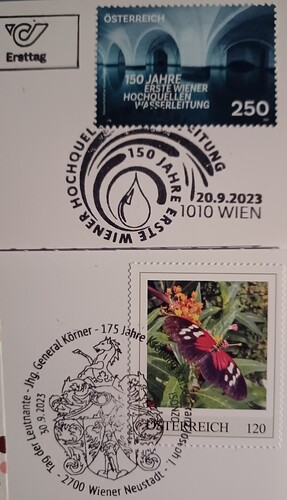 Ersttag
ÖSTERREICH
150 JAHRE
ERSTE WIENER
HOCHQUELLEN
WASSERLEITUNG
250
150 JAHRE ERSTE WIENER HOCHQUELLENWASSERLEITUNG
20.9.2023
1010 WIEN
Tag der Leutnante - Jhg. General Körner - 175 Jahre
30.9.2023
2700 Wiener Neustadt
ÖSTERREICH 120